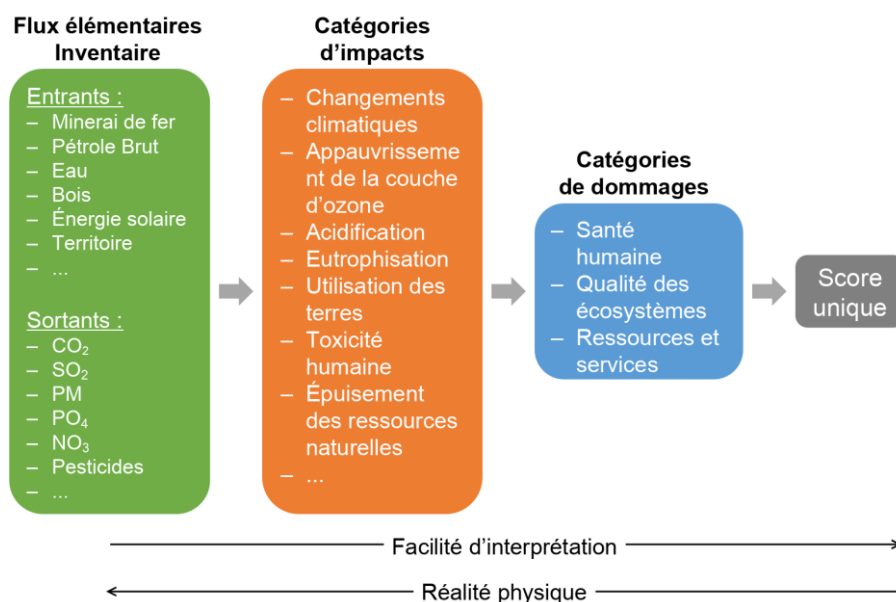 Flux élémentaires
Inventaire
Entrants :
– Minerai de fer
– Pétrole Brut
– Eau
– Bois
– Énergie solaire
– Territoire
– ...
Sortants :
– CO₂
– SO₂
– PM
– PO₄
– NO₃
– Pesticides
– ...
Catégories
d’impacts
– Changements
climatiques
– Appauvrisseme
nt de la couche
d’ozone
– Acidification
– Eutrophisation
– Utilisation des
terres
– Toxicité
humaine
– Épuisement
des ressources
naturelles
– ...
Catégories
de dommages
– Santé
humaine
– Qualité des
écosystèmes
– Ressources et
services
Score
unique
Facilité d’interprétation
Réalité physique